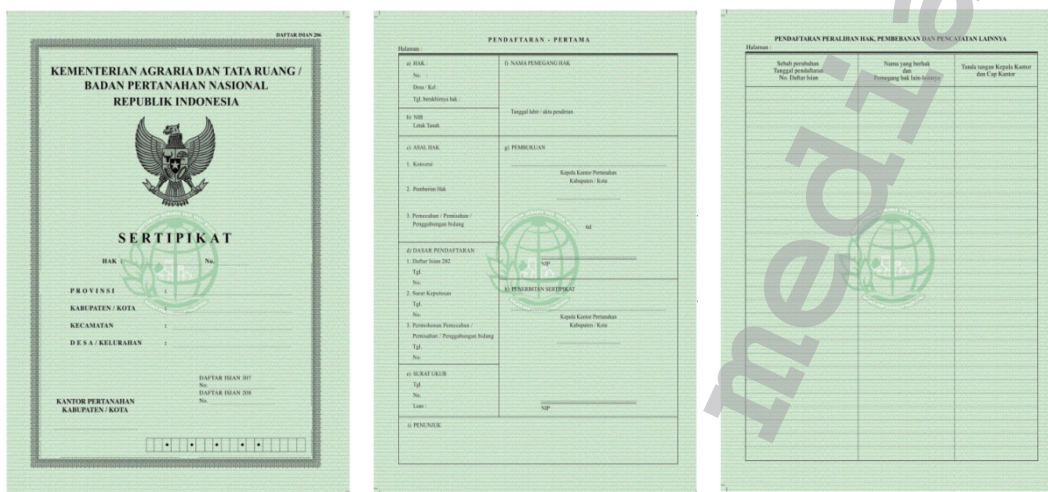 DAFTAR ISIAN 206
KEMENTERIAN AGRARIA DAN TATA RUANG /
BADAN PERTANAHAN NASIONAL
REPUBLIK INDONESIA
SERTIPIKAT
HAK : No.
PROVINSI :
KABUPATEN / KOTA :
KECAMATAN :
DESA / KELURAHAN :
DAFTAR ISIAN 307
No.
DAFTAR ISIAN 208
No.
KANTOR PERTANAHAN
KABUPATEN / KOTA
PENDAFTARAN - PERTAMA
Halaman :
a) HAK :
No. :
Desa / Kel :
Tgl. berakhirnya hak :
b) NIB
Letak Tanah
c) ASAL HAK
1. Konversi
2. Pemberian Hak
3. Pemecahan / Pemisahan /
Penggabungan bidang
d) DASAR PENDAFTARAN
1. Daftar Isian 202
Tgl.
No.
2. Surat Keputusan
Tgl.
No.
3. Permohonan Pemecahan /
Pemisahan / Penggabungan bidang
Tgl.
No.
e) SURAT UKUR
Tgl.
No.
Luas :
f) NAMA PEMEGANG HAK
Tanggal lahir / akta pendirian
g) PEMBUKUAN
Kepala Kantor Pertanahan
Kabupaten / Kota
ttd
NIP
h) PENERBITAN SERTIPIKAT
Kepala Kantor Pertanahan
Kabupaten / Kota
NIP
i) PENUNJUK
PENDAFTARAN PERALIHAN HAK, PEMBEBANAN DAN PENCATATAN LAINNYA
Halaman :
Sebab perubahan
Tanggal pendaftaran
No. Daftar Isian
Nama yang berhak
dan
Pemegang hak lain-lainnya
Tanda tangan Kepala Kantor
dan Cap Kantor
media